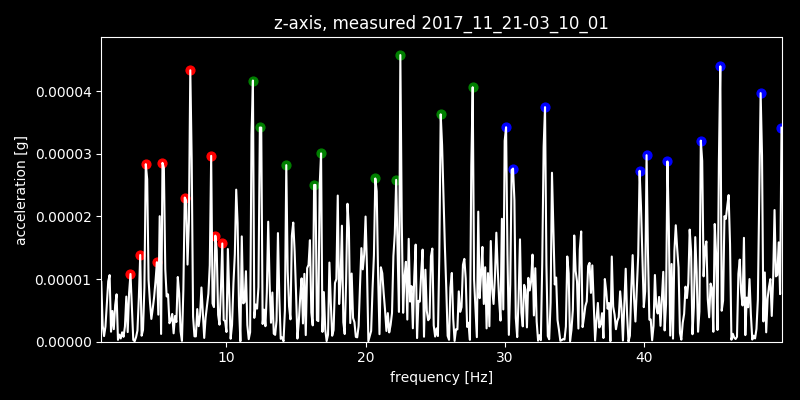 z-axis, measured 2017_11_21-03_10_01
0.00004
0.00003
0.00002
0.00001
0.00000
acceleration [g]
10 20 30 40
frequency [Hz]